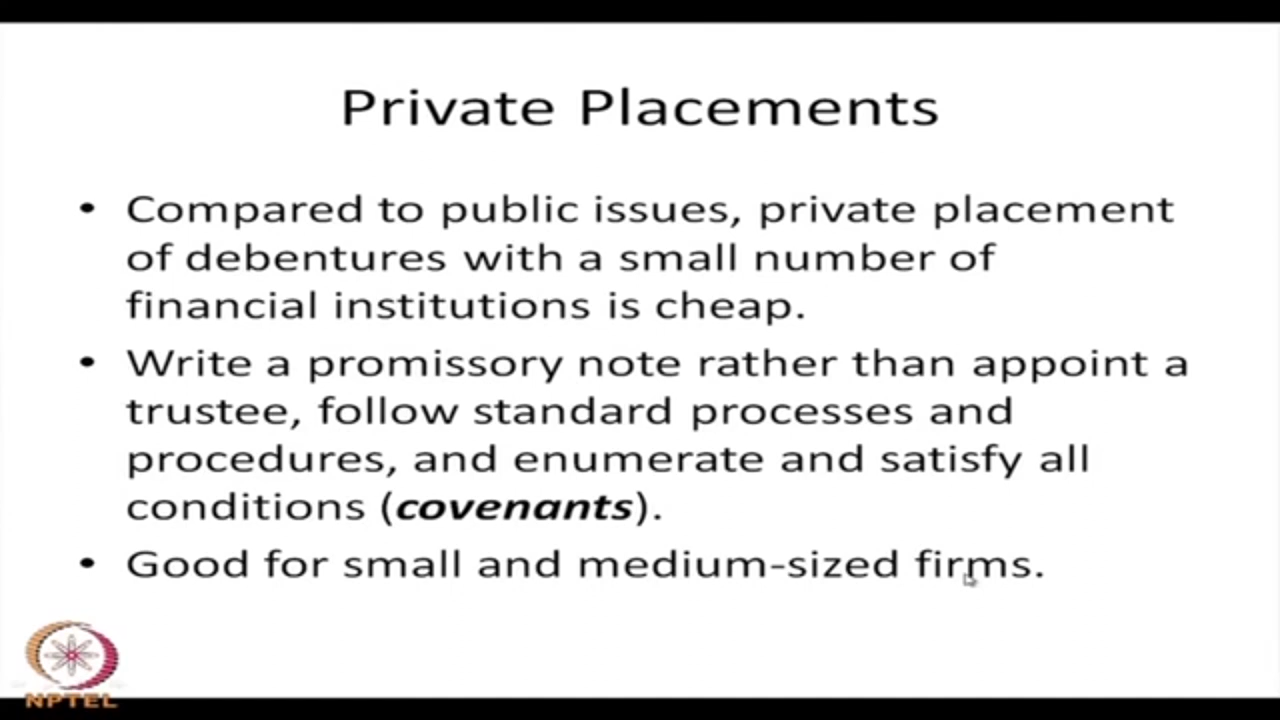 Private Placements
• Compared to public issues, private placement
of debentures with a small number of
financial institutions is cheap.
• Write a promissory note rather than appoint a
trustee, follow standard processes and
procedures, and enumerate and satisfy all
conditions (covenants).
• Good for small and medium-sized firms.
NPTEL